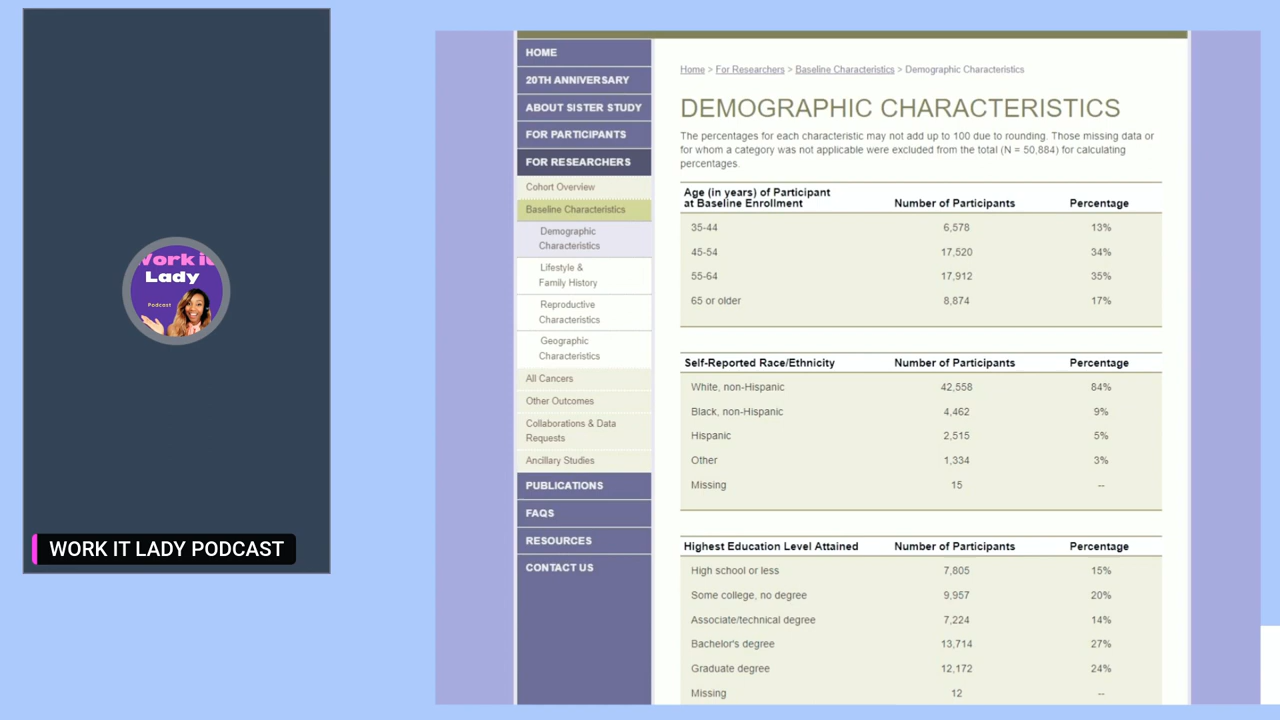 Work it
Lady
Podcast
WORK IT LADY PODCAST
HOME
20TH ANNIVERSARY
ABOUT SISTER STUDY
FOR PARTICIPANTS
FOR RESEARCHERS
Cohort Overview
Baseline Characteristics
Demographic
Characteristics
Lifestyle &
Family History
Reproductive
Characteristics
Geographic
Characteristics
All Cancers
Other Outcomes
Collaborations & Data
Requests
Ancillary Studies
PUBLICATIONS
FAQS
RESOURCES
CONTACT US
Home > For Researchers > Baseline Characteristics > Demographic Characteristics
DEMOGRAPHIC CHARACTERISTICS
The percentages for each characteristic may not add up to 100 due to rounding. Those missing data or
for whom a category was not applicable were excluded from the total (N = 50,884) for calculating
percentages.
Age (in years) of Participant
at Baseline Enrollment Number of Participants Percentage
35-44 6,578 13%
45-54 17,520 34%
55-64 17,912 35%
65 or older 8,874 17%
Self-Reported Race/Ethnicity Number of Participants Percentage
White, non-Hispanic 42,558 84%
Black, non-Hispanic 4,462 9%
Hispanic 2,515 5%
Other 1,334 3%
Missing 15 --
Highest Education Level Attained Number of Participants Percentage
High school or less 7,805 15%
Some college, no degree 9,957 20%
Associate/technical degree 7,224 14%
Bachelor's degree 13,714 27%
Graduate degree 12,172 24%
Missing 12 --